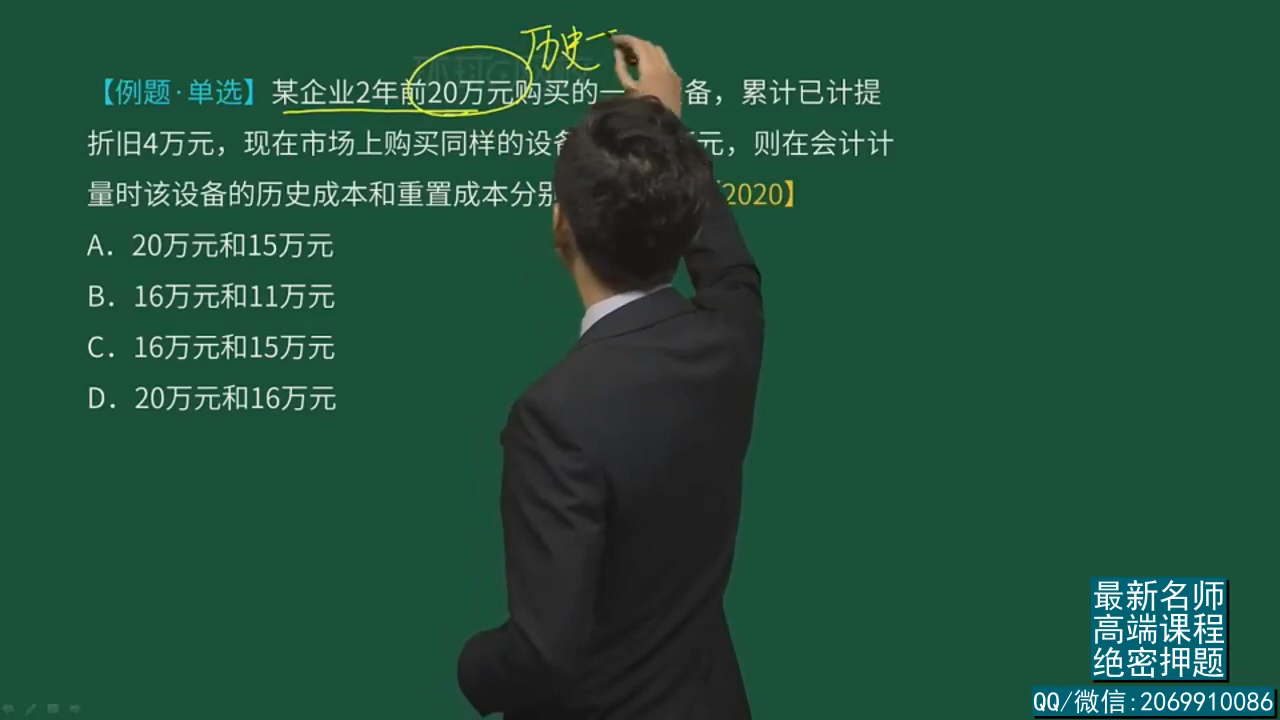 历史一
【例题·单选】某企业2年前20万元购买的一 备，累计已计提
折旧4万元，现在市场上购买同样的设备 万元，则在会计计
量时该设备的历史成本和重置成本分别 【2020】
A．20万元和15万元
B．16万元和11万元
C．16万元和15万元
D．20万元和16万元
最新名师
高端课程
绝密押题
QQ/微信:2069910086